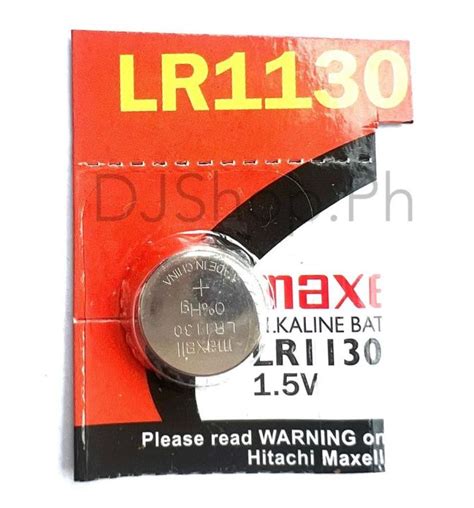 LR1130
DJShop.Ph
MADE IN CHINA
+
0%Hg
LR1130
maxell
maxe
LKALINE BAT
LR1130
1.5V
Please read WARNING on
Hitachi Maxell